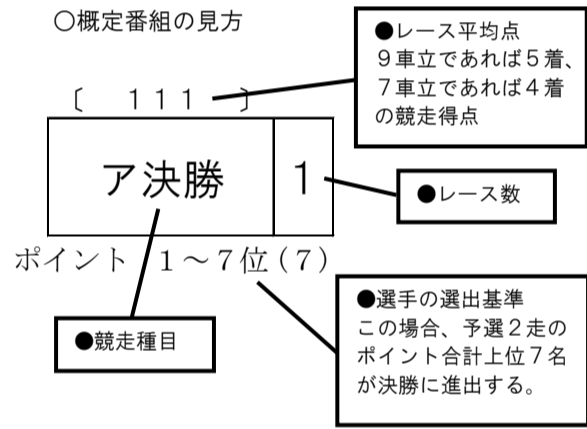 ○概定番組の見方
●レース平均点
９車立であれば５着、
７車立であれば４着
の競走得点
〔　１１１　〕
ア決勝　1
●レース数
ポイント　１～７位（７）
●選手の選出基準
この場合、予選２走の
ポイント合計上位７名
が決勝に進出する。
●競走種目